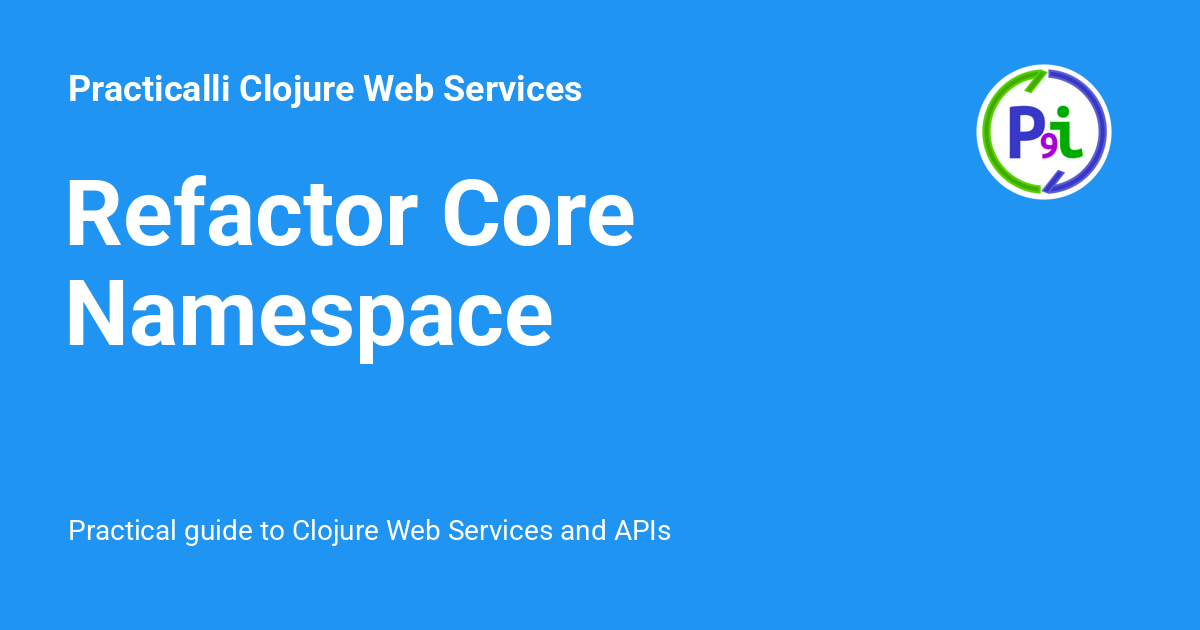 Practicalli Clojure Web Services
P9i
Refactor Core
Namespace
Practical guide to Clojure Web Services and APIs